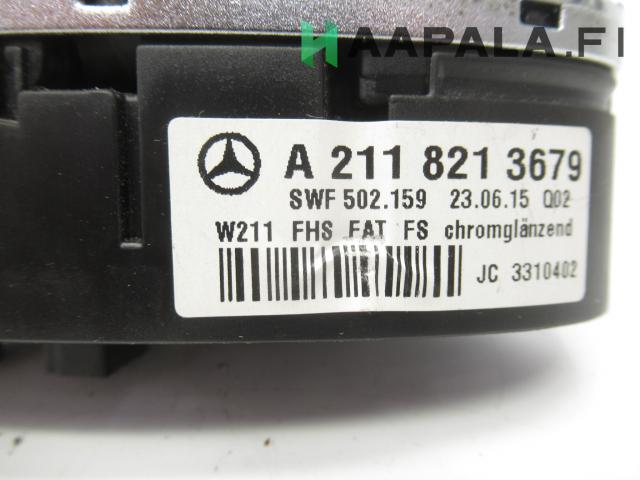 HAAPALA.FI
A 211 821 3679
SWF 502.159 23.06.15 Q02
W211 FHS FAT FS chromglänzend
JC 3310402